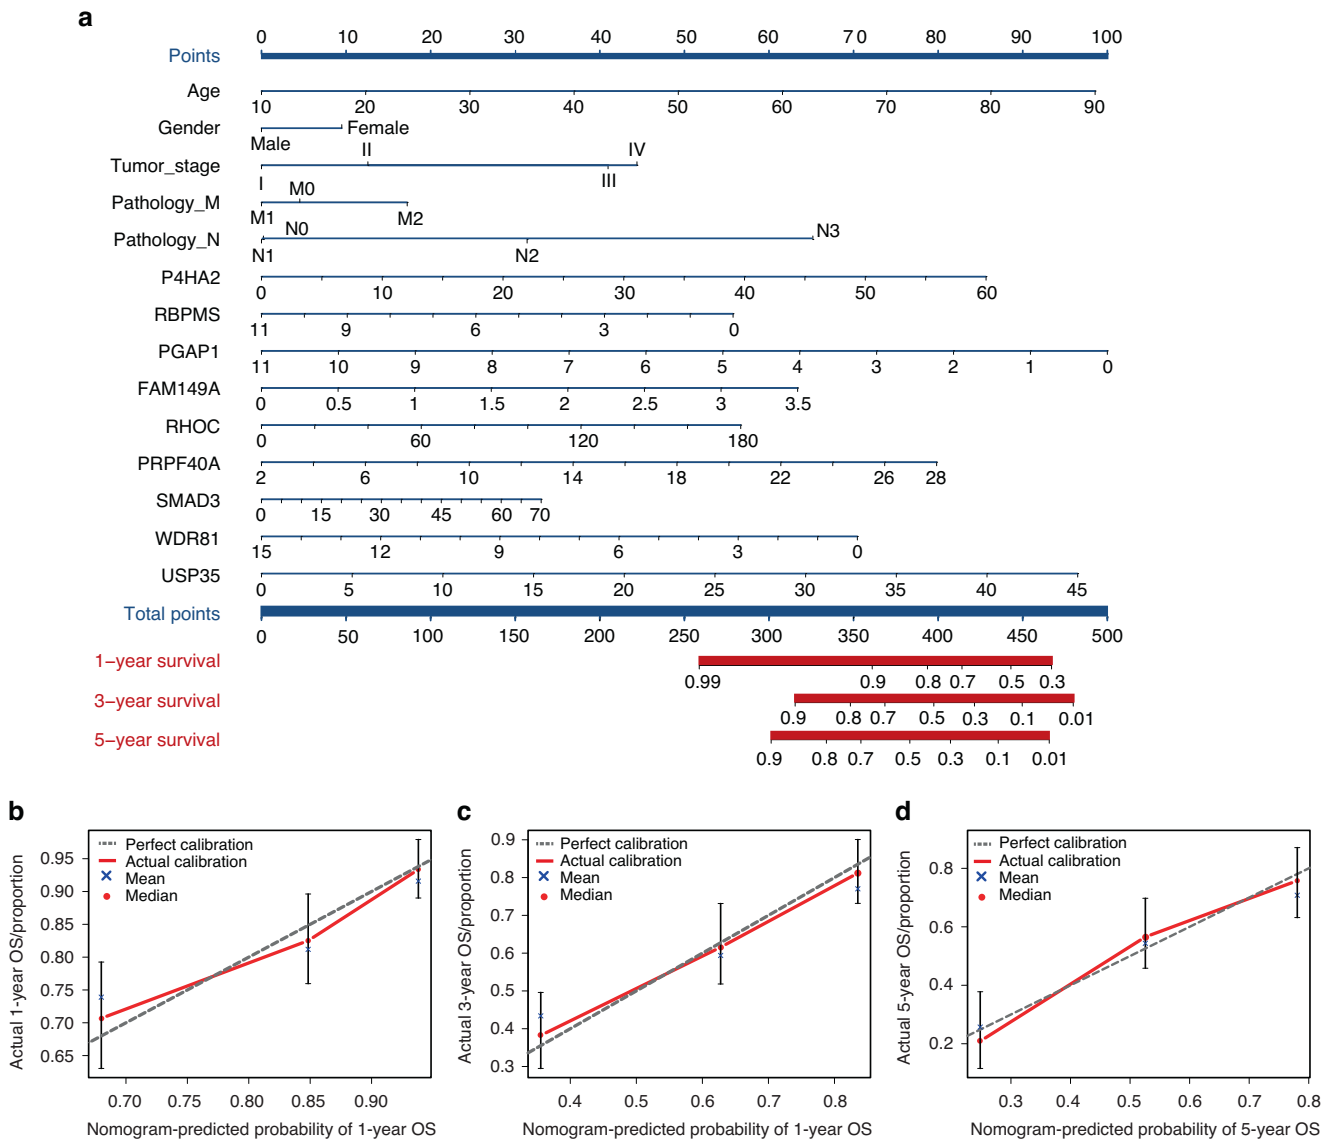 a
0 10 20 30 40 50 60 70 80 90 100
Points
Age
10 20 30 40 50 60 70 80 90
Gender Female
Male
II IV
Tumor_stage
I III
M0
Pathology_M
M1 M2
N0 N3
Pathology_N
N1 N2
P4HA2
0 10 20 30 40 50 60
RBPMS
11 9 6 3 0
PGAP1
11 10 9 8 7 6 5 4 3 2 1 0
FAM149A
0 0.5 1 1.5 2 2.5 3 3.5
RHOC
0 60 120 180
PRPF40A
2 6 10 14 18 22 26 28
SMAD3
0 15 30 45 60 70
WDR81
15 12 9 6 3 0
USP35
0 5 10 15 20 25 30 35 40 45
Total points
0 50 100 150 200 250 300 350 400 450 500
1–year survival
0.99 0.9 0.8 0.7 0.5 0.3
3–year survival
0.9 0.8 0.7 0.5 0.3 0.1 0.01
5–year survival
0.9 0.8 0.7 0.5 0.3 0.1 0.01
b
Actual 1-year OS/proportion
0.95
0.90
0.85
0.80
0.75
0.70
0.65
Perfect calibration
Actual calibration
Mean
Median
0.70 0.75 0.80 0.85 0.90
Nomogram-predicted probability of 1-year OS
c
Actual 3-year OS/proportion
0.9
0.8
0.7
0.6
0.5
0.4
0.3
Perfect calibration
Actual calibration
Mean
Median
0.4 0.5 0.6 0.7 0.8
Nomogram-predicted probability of 1-year OS
d
Actual 5-year OS/proportion
0.8
0.6
0.4
0.2
Perfect calibration
Actual calibration
Mean
Median
0.3 0.4 0.5 0.6 0.7 0.8
Nomogram-predicted probability of 5-year OS